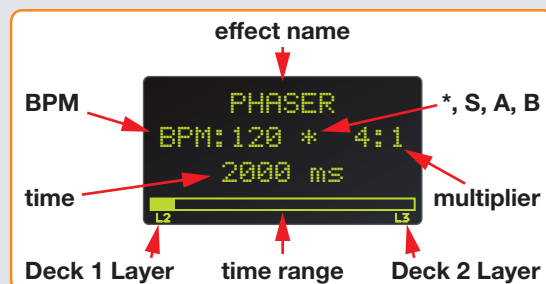 effect name
BPM
PHASER
*, S, A, B
BPM:120 * 4:1
2000 ms
time
multiplier
L2 L3
Deck 1 Layer time range Deck 2 Layer